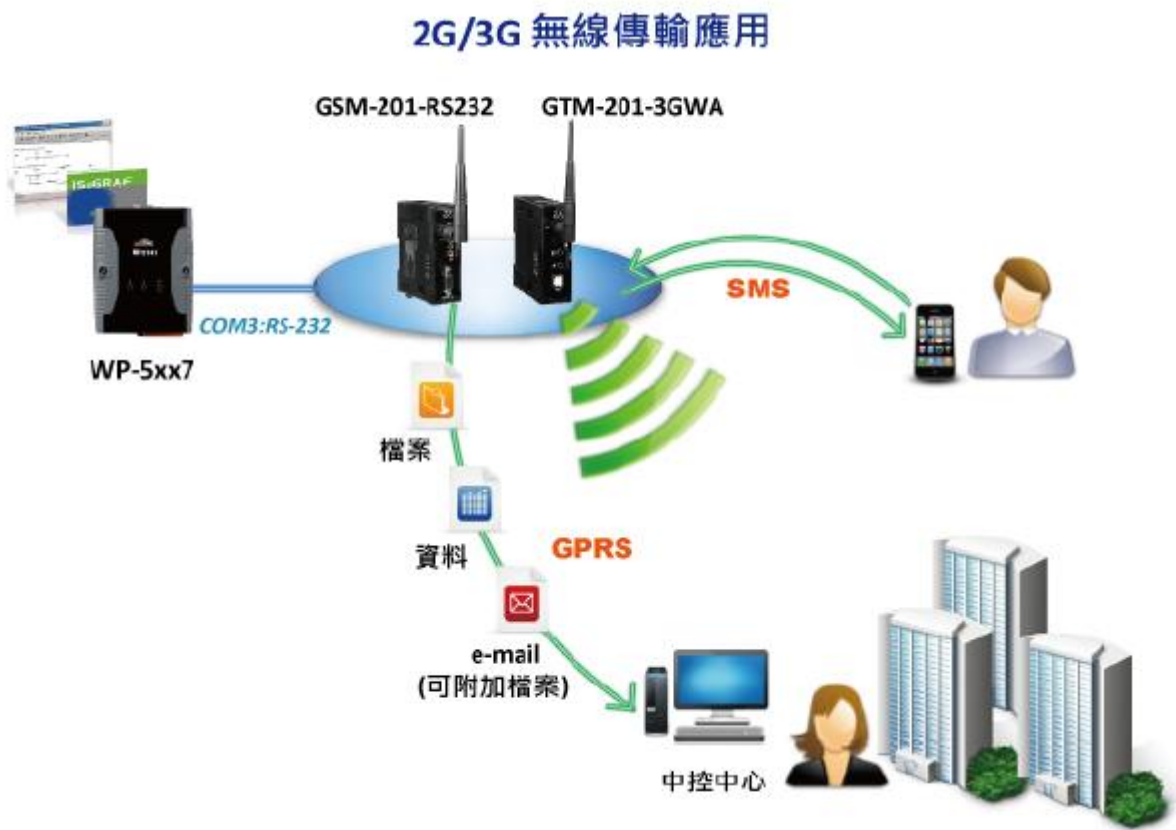 2G/3G 無線傳輸應用
GSM-201-RS232
GTM-201-3GWA
ISaGRAF
COM3:RS-232
WP-5xx7
SMS
檔案
資料
GPRS
e-mail
(可附加檔案)
中控中心